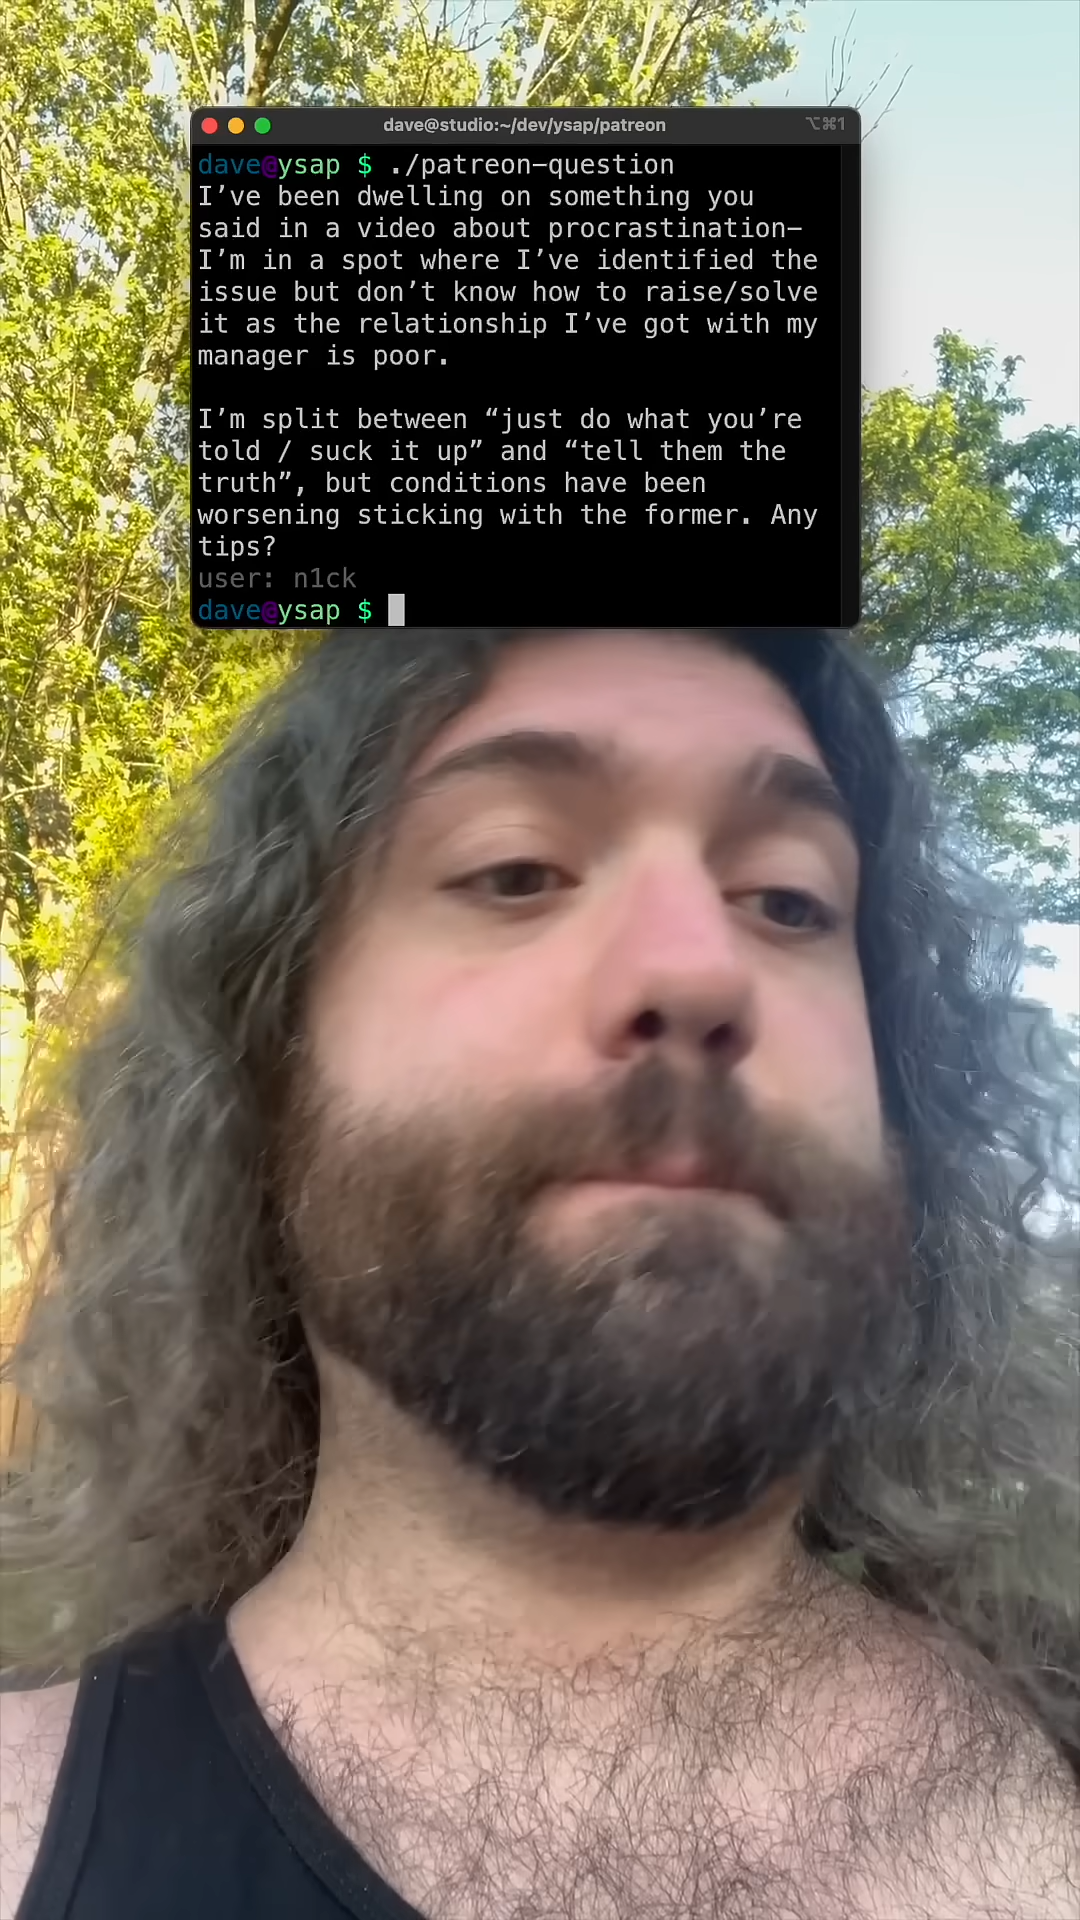 dave@studio:~/dev/ysap/patreon
⌥⌘1
dave@ysap $ ./patreon-question
I’ve been dwelling on something you
said in a video about procrastination—
I’m in a spot where I’ve identified the
issue but don’t know how to raise/solve
it as the relationship I’ve got with my
manager is poor.
I’m split between “just do what you’re
told / suck it up” and “tell them the
truth”, but conditions have been
worsening sticking with the former. Any
tips?
user: n1ck
dave@ysap $